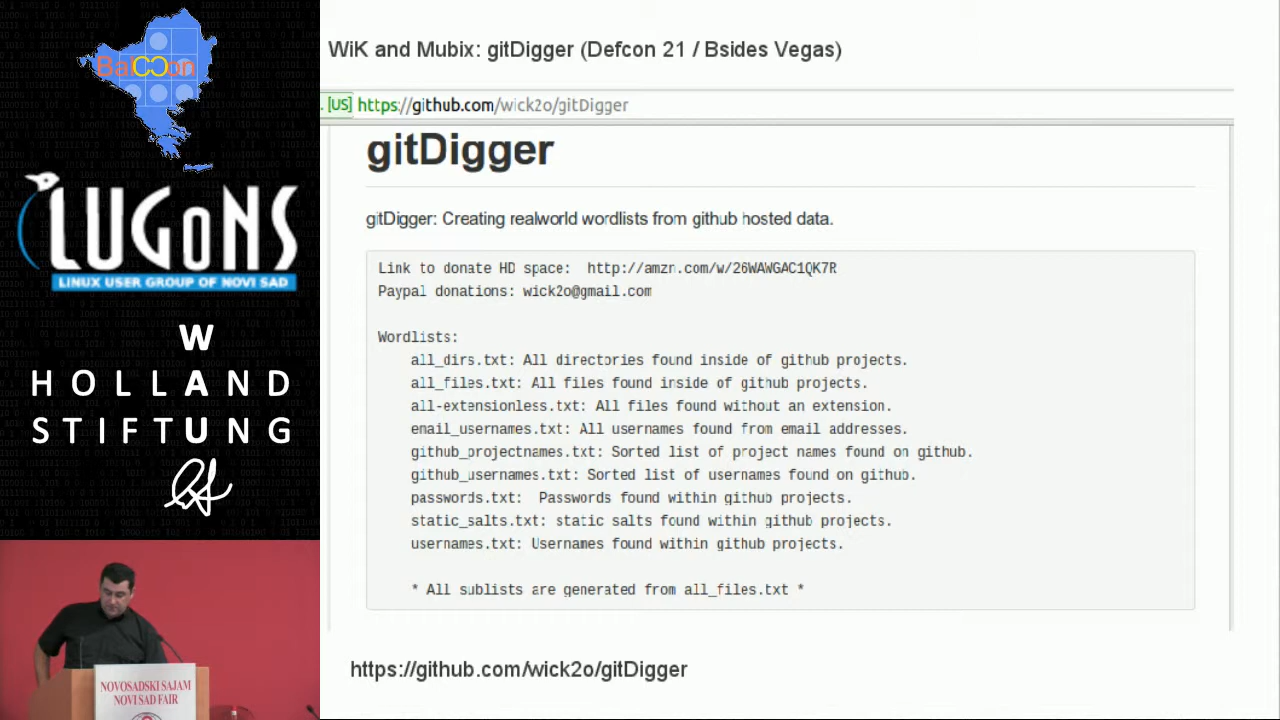 BalCCon
LUGoNS
LINUX USER GROUP OF NOVI SAD
W
HOLLAND
STIFTUNG
NOVOSADSKI SAJAM
NOVI SAD FAIR
WiK and Mubix: gitDigger (Defcon 21 / Bsides Vegas)
. [US] https://github.com/wick2o/gitDigger
gitDigger
gitDigger: Creating realworld wordlists from github hosted data.
Link to donate HD space: http://amzn.com/w/26WAWGAC1QK7R
Paypal donations: wick2o@gmail.com
Wordlists:
all_dirs.txt: All directories found inside of github projects.
all_files.txt: All files found inside of github projects.
all-extensionless.txt: All files found without an extension.
email_usernames.txt: All usernames found from email addresses.
github_projectnames.txt: Sorted list of project names found on github.
github_usernames.txt: Sorted list of usernames found on github.
passwords.txt: Passwords found within github projects.
static_salts.txt: static salts found within github projects.
usernames.txt: Usernames found within github projects.
* All sublists are generated from all_files.txt *
https://github.com/wick2o/gitDigger